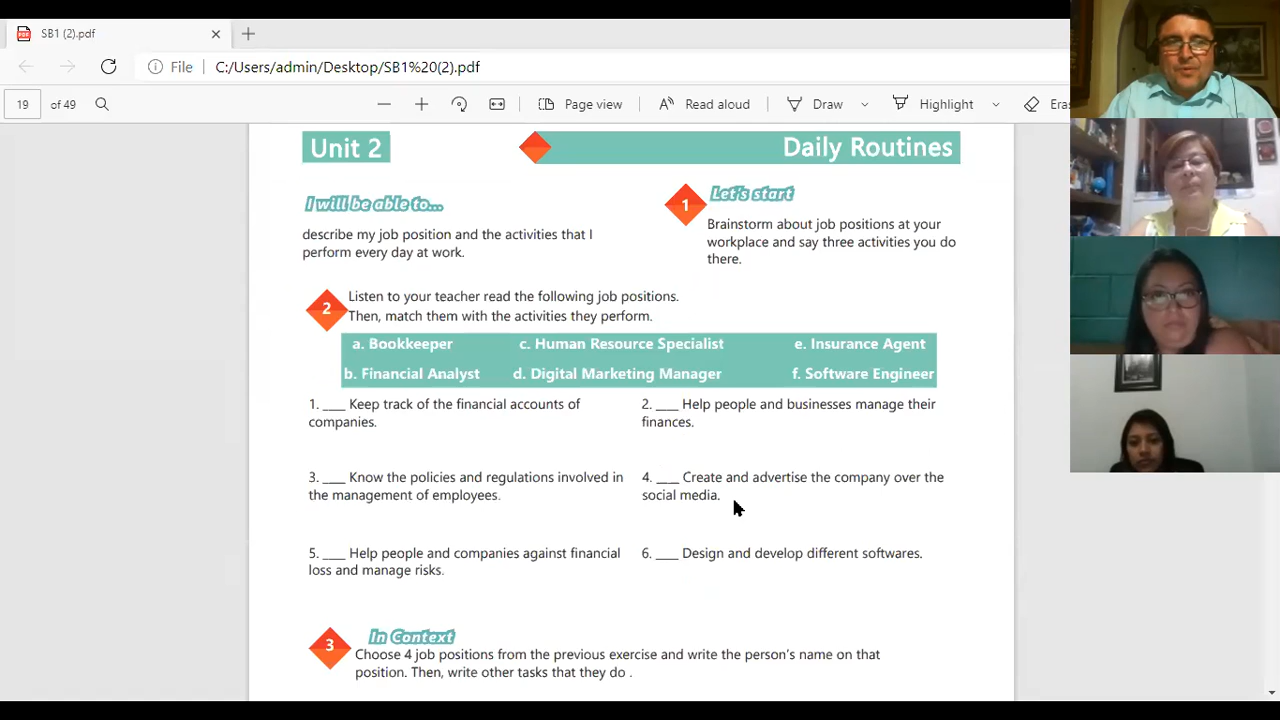 SB1 (2).pdf
File C:/Users/admin/Desktop/SB1%20(2).pdf
19 of 49 Page view Read aloud Draw Highlight
Unit 2 Daily Routines
I will be able to...
describe my job position and the activities that I
perform every day at work.
1 Let's start
Brainstorm about job positions at your
workplace and say three activities you do
there.
2 Listen to your teacher read the following job positions.
Then, match them with the activities they perform.
a. Bookkeeper c. Human Resource Specialist e. Insurance Agent
b. Financial Analyst d. Digital Marketing Manager f. Software Engineer
1. ____ Keep track of the financial accounts of
companies.
2. ____ Help people and businesses manage their
finances.
3. ____ Know the policies and regulations involved in
the management of employees.
4. ____ Create and advertise the company over the
social media.
5. ____ Help people and companies against financial
loss and manage risks.
6. ____ Design and develop different softwares.
3 In Context
Choose 4 job positions from the previous exercise and write the person's name on that
position. Then, write other tasks that they do .